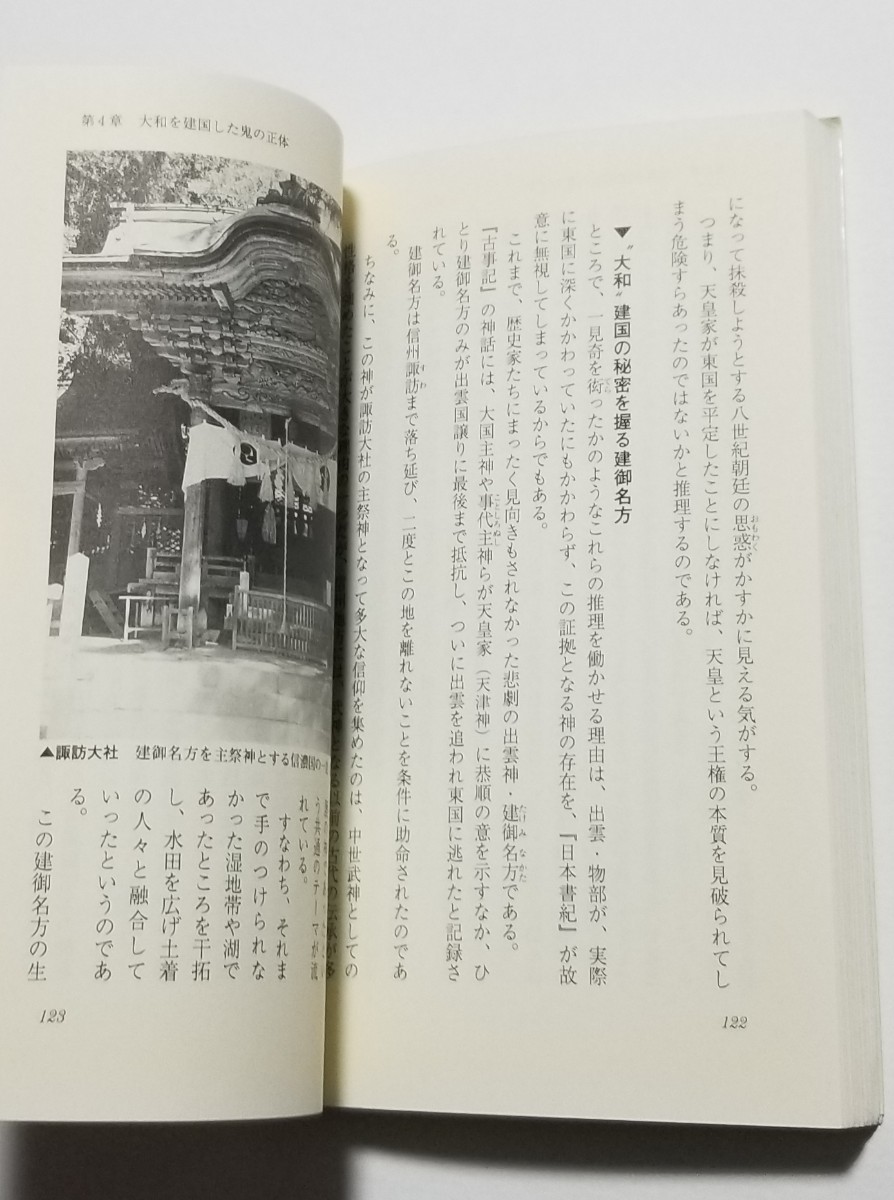 になって抹殺しようとする八世紀朝廷の思惑がかすかに見える気がする。
つまり、天皇家が東国を平定したことにしなければ、天皇という王権の本質を見破られてし
まう危険すらあったのではないかと推理するのである。
▼〝大和〟建国の秘密を握る建御名方
ところで、一見奇を衒ったかのようなこれらの推理を働かせる理由は、出雲・物部が、実際
に東国に深くかかわっていたにもかかわらず、この証拠となる神の存在を、『日本書紀』が故
意に無視してしまっているからでもある。
これまで、歴史家たちにまったく見向きもされなかった悲劇の出雲神・建御名方である。
『古事記』の神話には、大国主神や事代主神らが天皇家（天津神）に恭順の意を示すなか、ひ
とり建御名方のみが出雲国譲りに最後まで抵抗し、ついに出雲を追われ東国に逃れたと記録さ
れている。
建御名方は信州諏訪まで落ち延び、二度とこの地を離れないことを条件に助命されたのであ
る。
ちなみに、この神が諏訪大社の主祭神となって多大な信仰を集めたのは、中世武神としての
122
第4章　大和を建国した鬼の正体
▲諏訪大社　建御名方を主祭神とする信濃国の一
う共通のテーマが流
れている。
すなわち、それま
で手のつけられな
かった湿地帯や湖で
あったところを干拓
し、水田を広げ土着
の人々と融合して
いったというのであ
る。
この建御名方の生
123